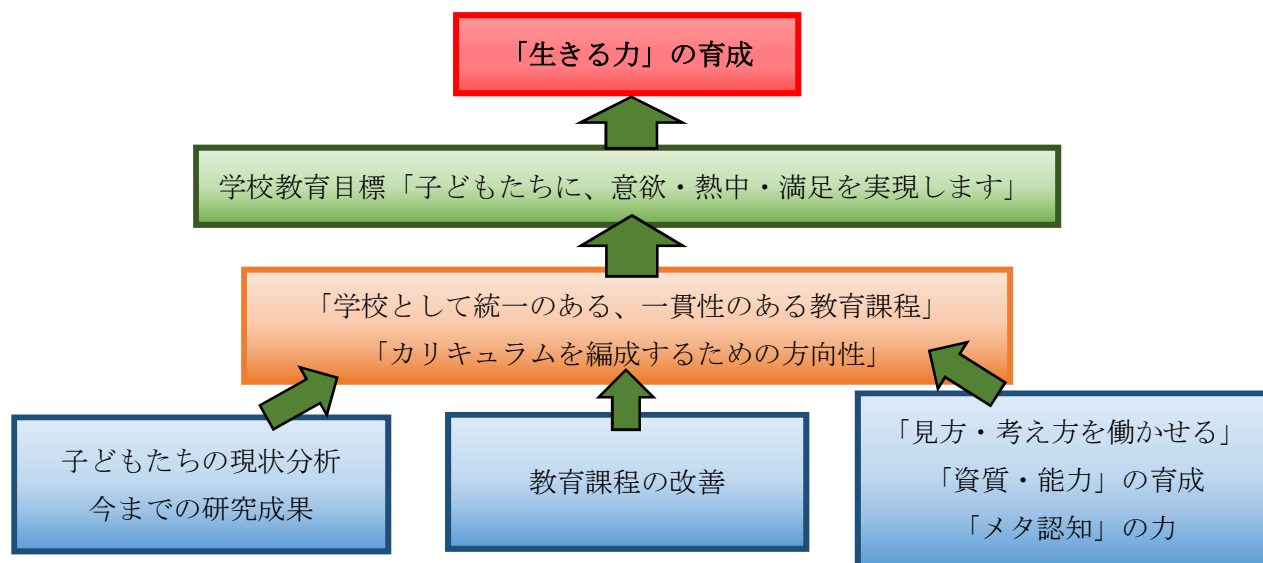 「生きる力」の育成
学校教育目標「子どもたちに、意欲・熱中・満足を実現します」
「学校として統一のある、一貫性のある教育課程」
「カリキュラムを編成するための方向性」
子どもたちの現状分析
今までの研究成果
教育課程の改善
「見方・考え方を働かせる」
「資質・能力」の育成
「メタ認知」の力